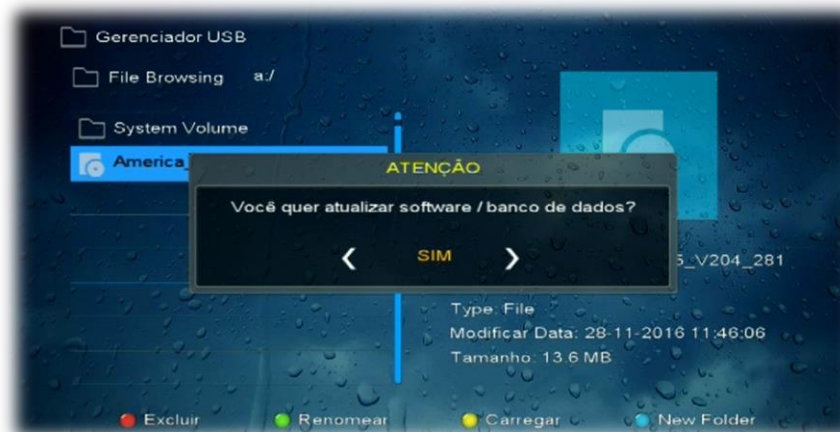 Gerenciador USB
File Browsing a:/
System Volume
America_
ATENÇÃO
Você quer atualizar software / banco de dados?
SIM
_V204_281
Type: File
Modificar Data: 28-11-2016 11:46:06
Tamanho: 13.6 MB
Excluir Renomear Carregar New Folder